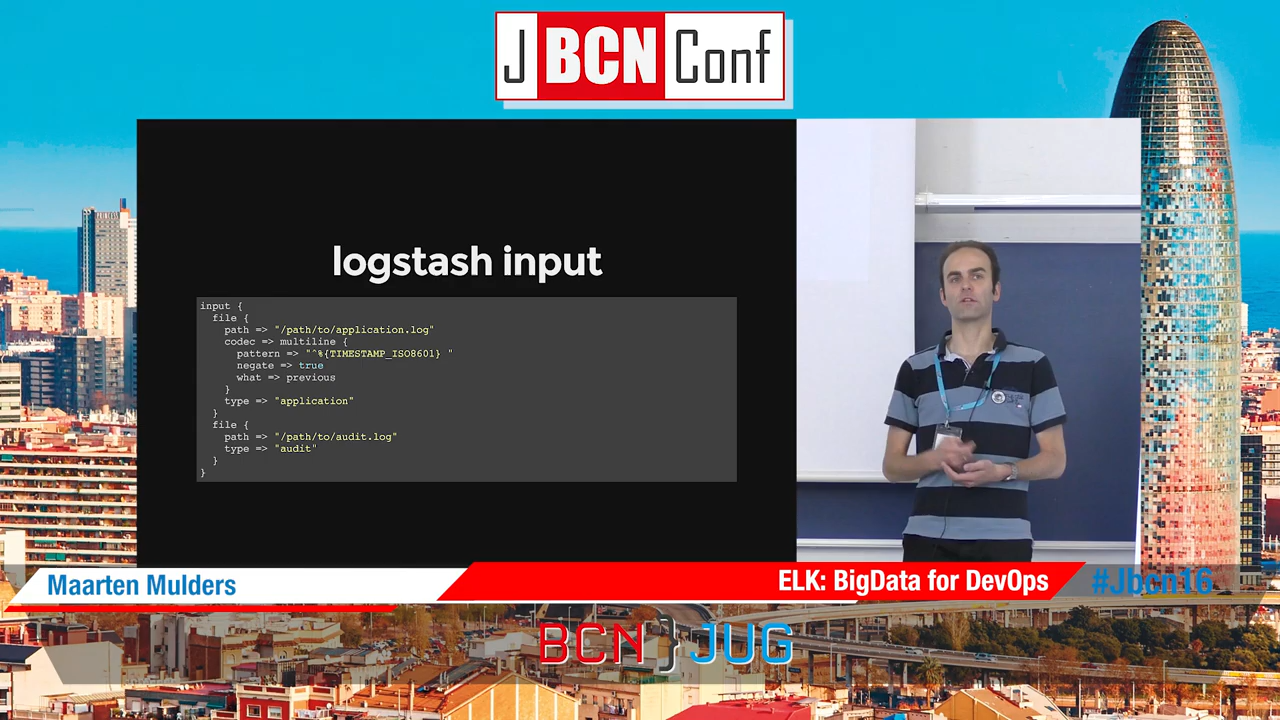 JBCNConf
logstash input
input {
  file {
    path => "/path/to/application.log"
    codec => multiline {
      pattern => "^%{TIMESTAMP_ISO8601} "
      negate => true
      what => previous
    }
    type => "application"
  }
  file {
    path => "/path/to/audit.log"
    type => "audit"
  }
}
Maarten Mulders
ELK: BigData for DevOps
#Jbcn16
BCN}JUG